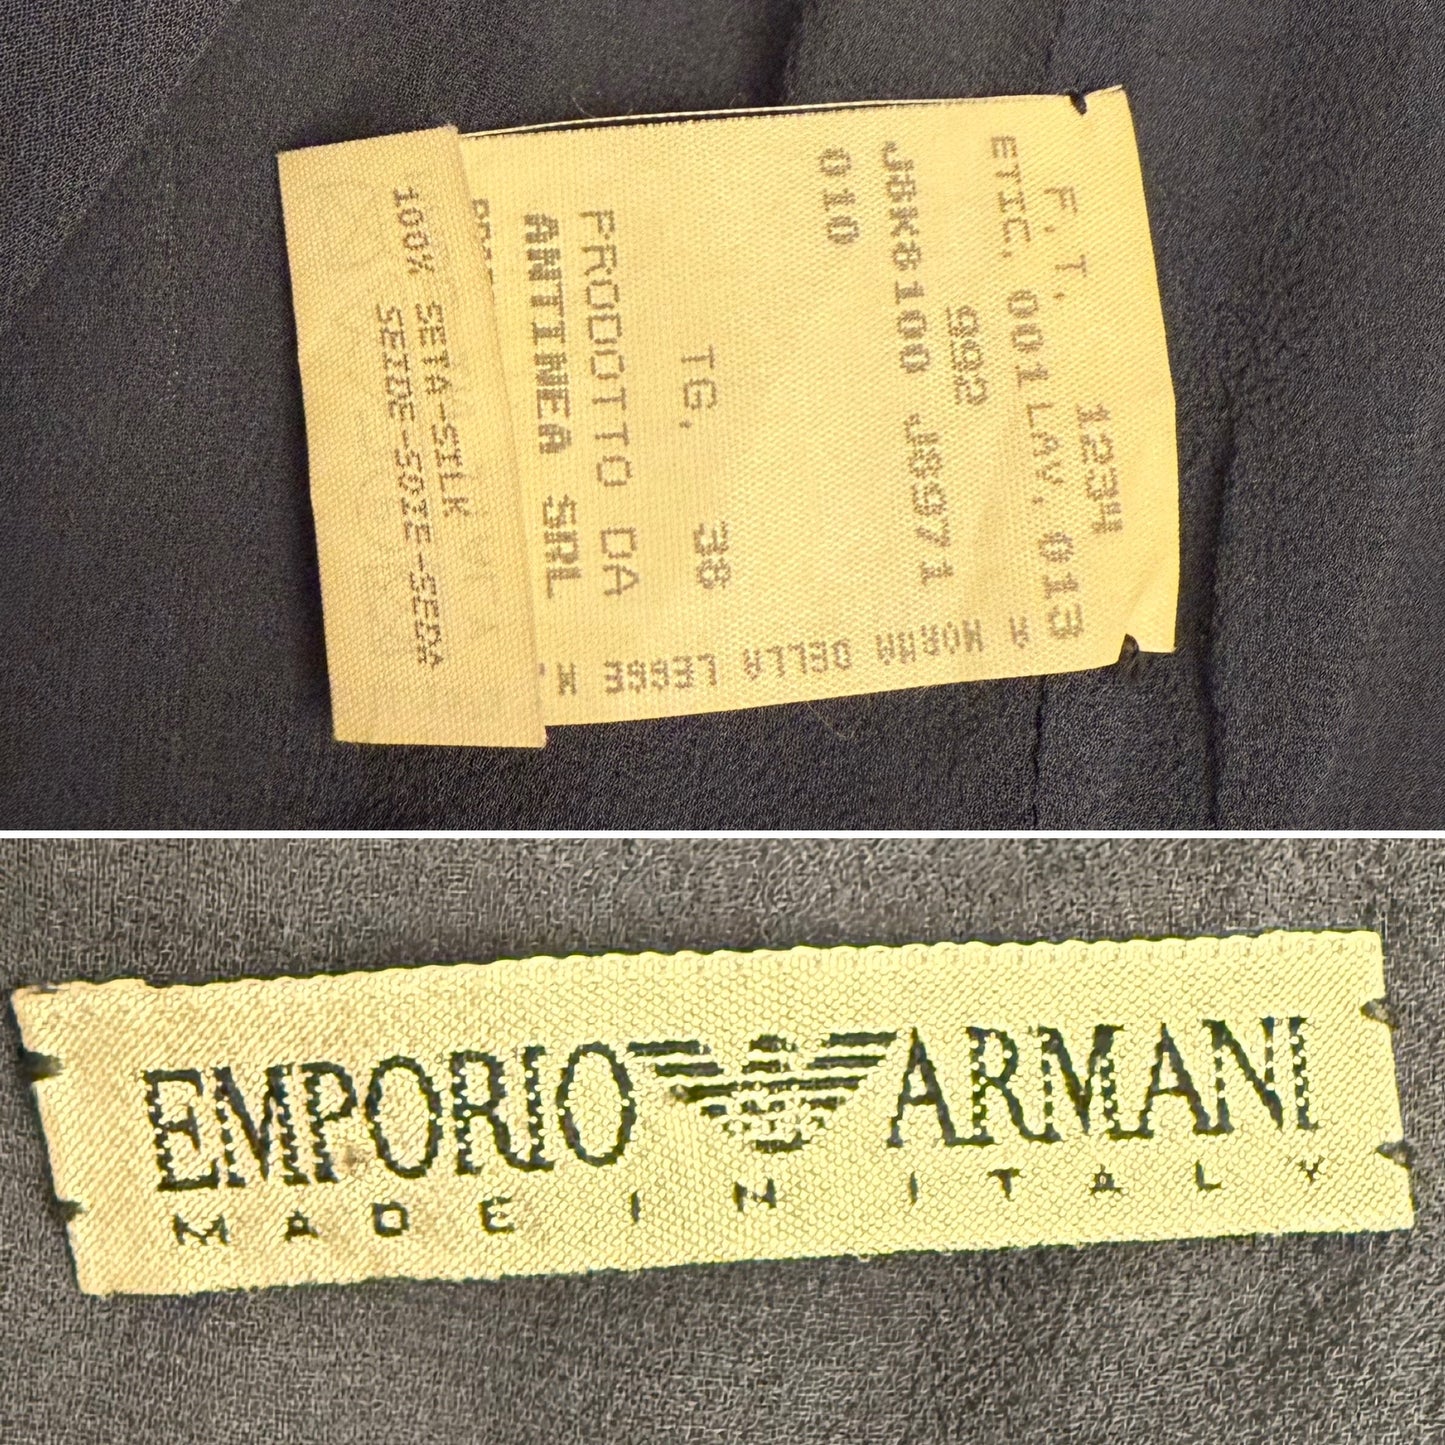 F.T. 1234
ETIC. 001 LAV. 013
992
J8K8100 J8971
010
TG. 38
PRODOTTO DA
ANTINEA SRL
100% SETA-SILK
SEIDE-SOIE-SEDA
A NORMA DELLA LEGGE
EMPORIO ARMANI
MADE IN ITALY